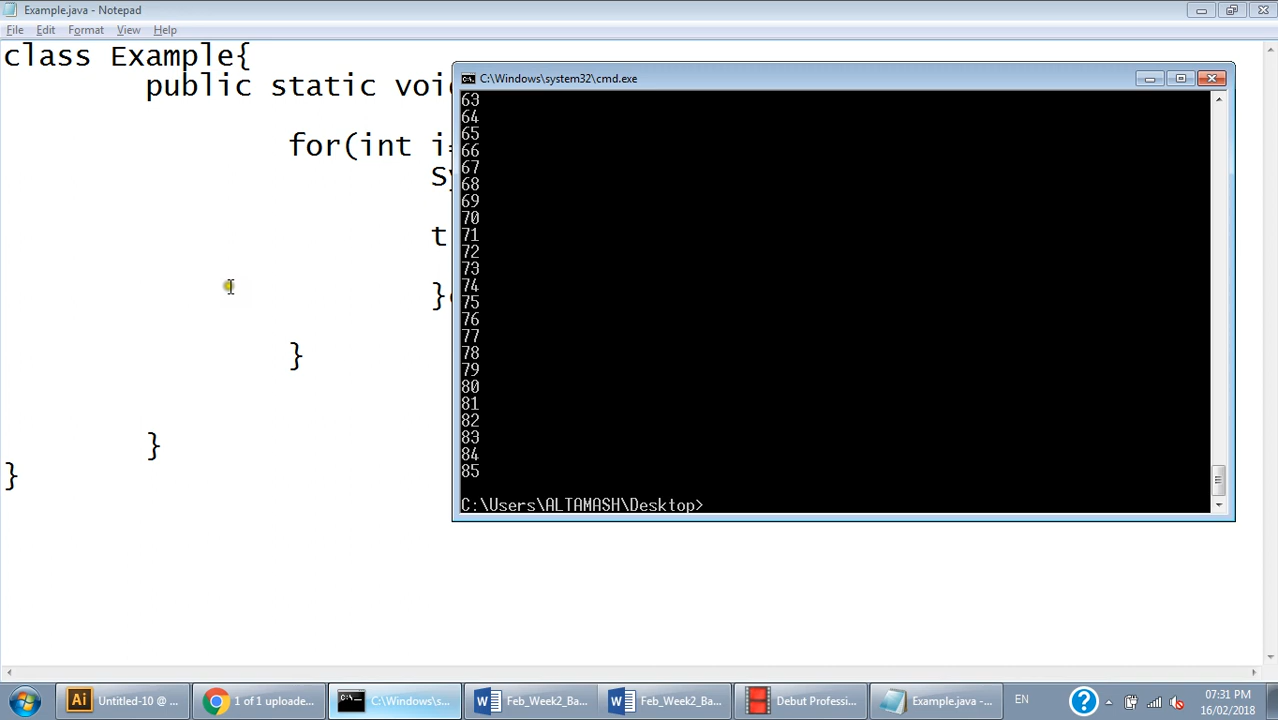 Example.java - Notepad
File Edit Format View Help
class Example{
public static voi
for(int i=
S
t
}
}
}
}
C:\Windows\system32\cmd.exe
63
64
65
66
67
68
69
70
71
72
73
74
75
76
77
78
79
80
81
82
83
84
85
C:\Users\ALTAMASH\Desktop>
Ai Untitled-10 @ ...
1 of 1 uploade...
C:\Windows\s...
W Feb_Week2_Ba...
W Feb_Week2_Ba...
Debut Professi...
Example.java -...
EN
?
07:31 PM
16/02/2018